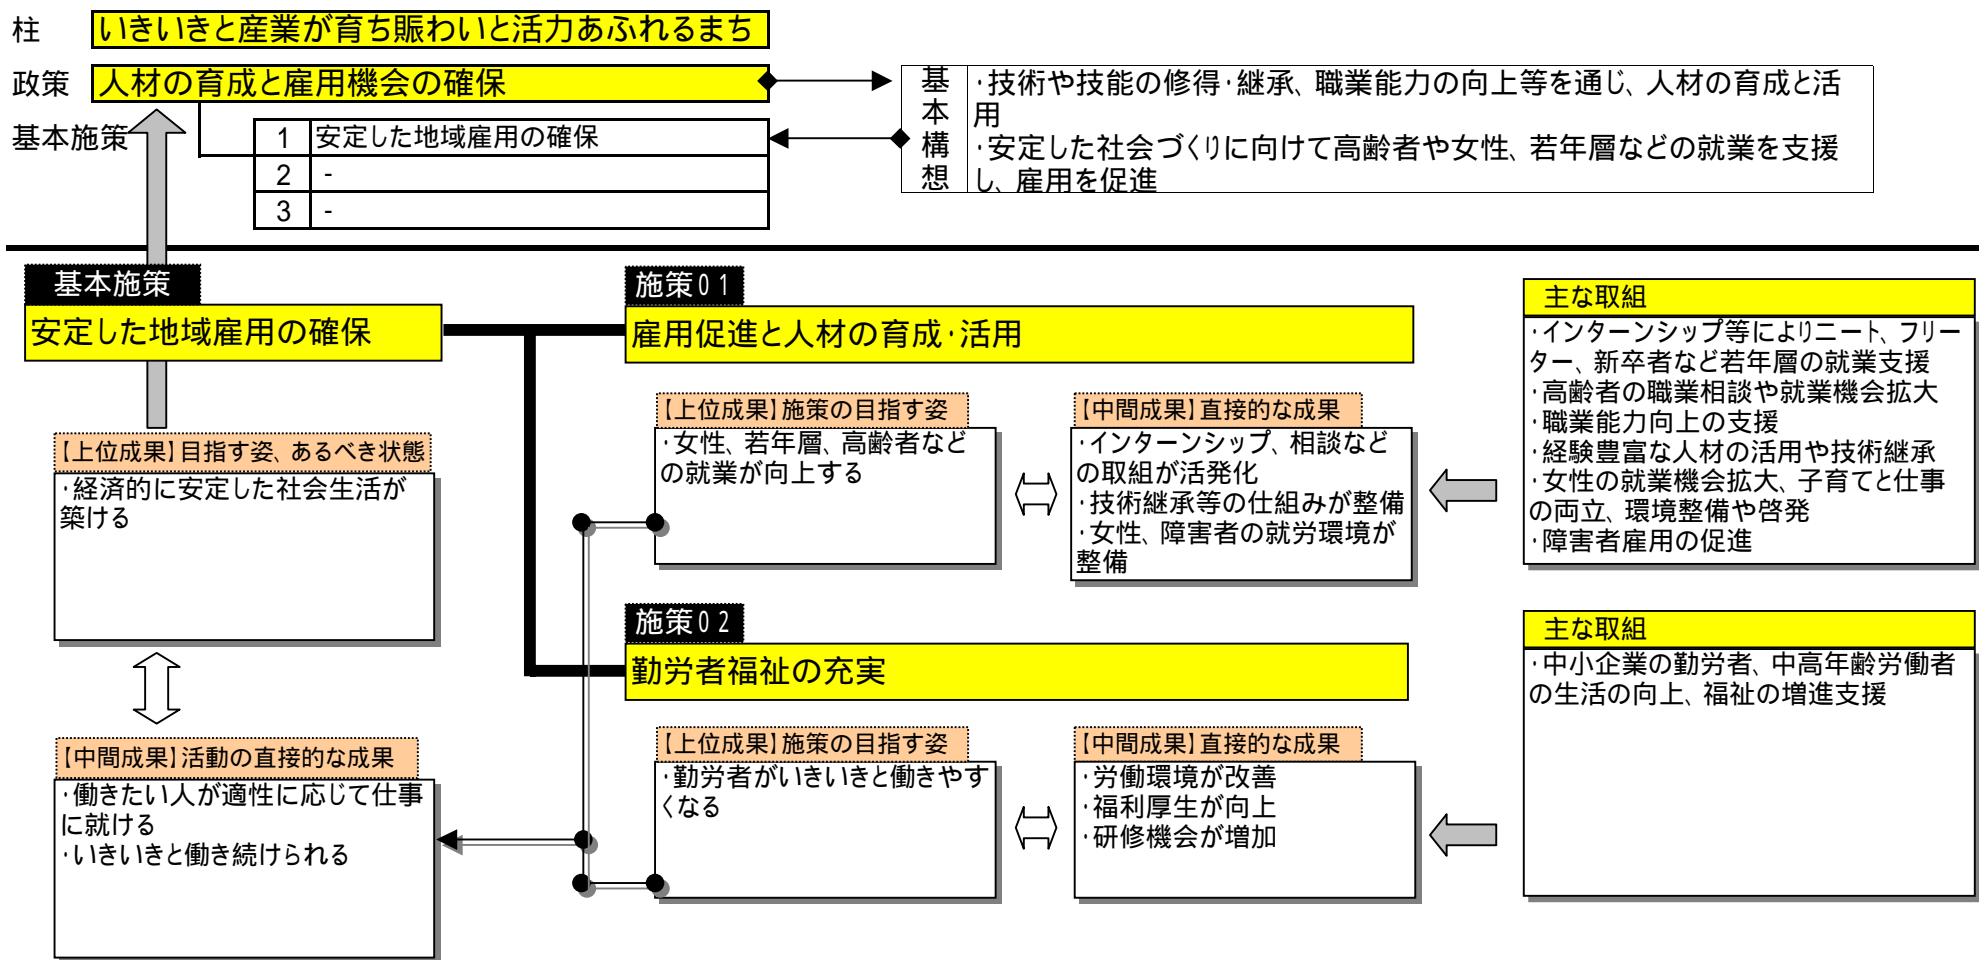 柱
いきいきと産業が育ち賑わいと活力あふれるまち
政策
人材の育成と雇用機会の確保
基本施策
1 安定した地域雇用の確保
2 -
3 -
基本構想
・技術や技能の修得・継承、職業能力の向上等を通じ、人材の育成と活
用
・安定した社会づくりに向けて高齢者や女性、若年層などの就業を支援
し、雇用を促進
基本施策
安定した地域雇用の確保
【上位成果】目指す姿、あるべき状態
・経済的に安定した社会生活が
築ける
【中間成果】活動の直接的な成果
・働きたい人が適性に応じて仕事
に就ける
・いきいきと働き続けられる
施策01
雇用促進と人材の育成・活用
【上位成果】施策の目指す姿
・女性、若年層、高齢者など
の就業が向上する
【中間成果】直接的な成果
・インターンシップ、相談など
の取組が活発化
・技術継承等の仕組みが整備
・女性、障害者の就労環境が
整備
主な取組
・インターンシップ等によりニート、フリー
ター、新卒者など若年層の就業支援
・高齢者の職業相談や就業機会拡大
・職業能力向上の支援
・経験豊富な人材の活用や技術継承
・女性の就業機会拡大、子育てと仕事
の両立、環境整備や啓発
・障害者雇用の促進
施策02
勤労者福祉の充実
【上位成果】施策の目指す姿
・勤労者がいきいきと働きやす
くなる
【中間成果】直接的な成果
・労働環境が改善
・福利厚生が向上
・研修機会が増加
主な取組
・中小企業の勤労者、中高年齢労働者
の生活の向上、福祉の増進支援